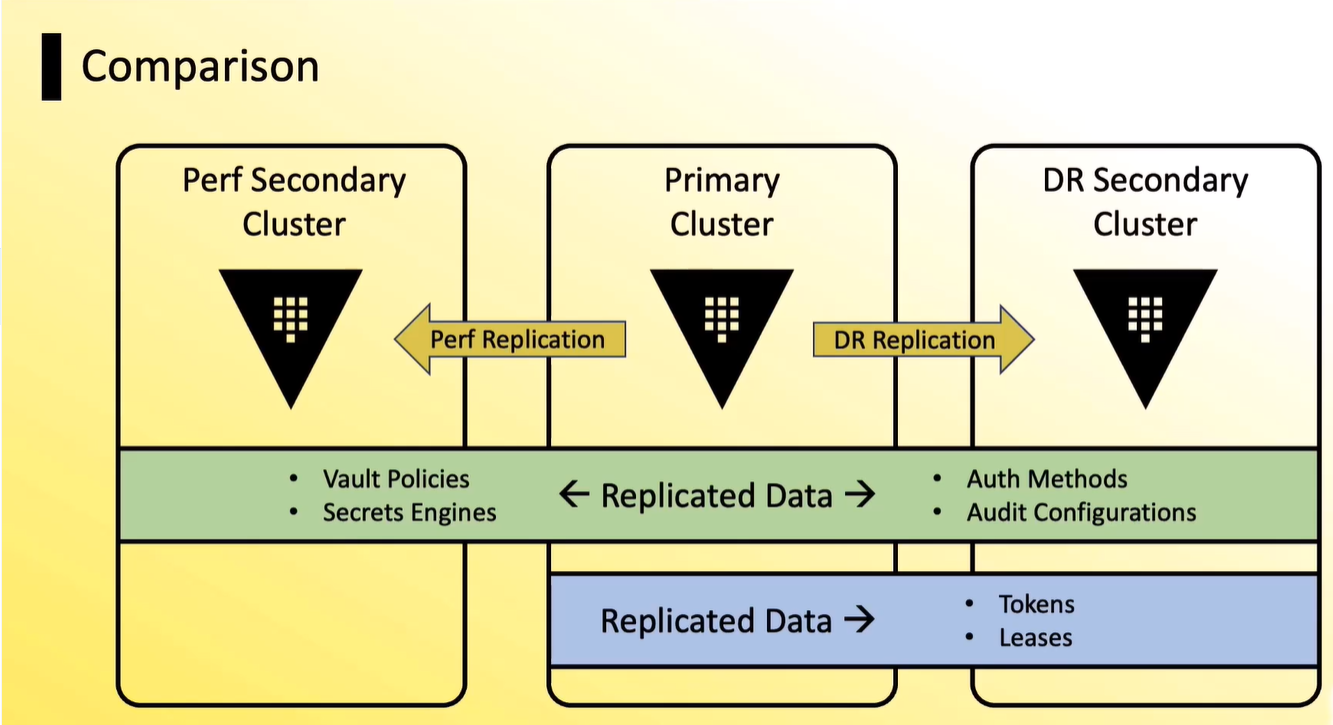 Comparison
Perf Secondary
Cluster
Primary
Cluster
DR Secondary
Cluster
Perf Replication
DR Replication
• Vault Policies
• Secrets Engines
← Replicated Data →
• Auth Methods
• Audit Configurations
Replicated Data →
• Tokens
• Leases